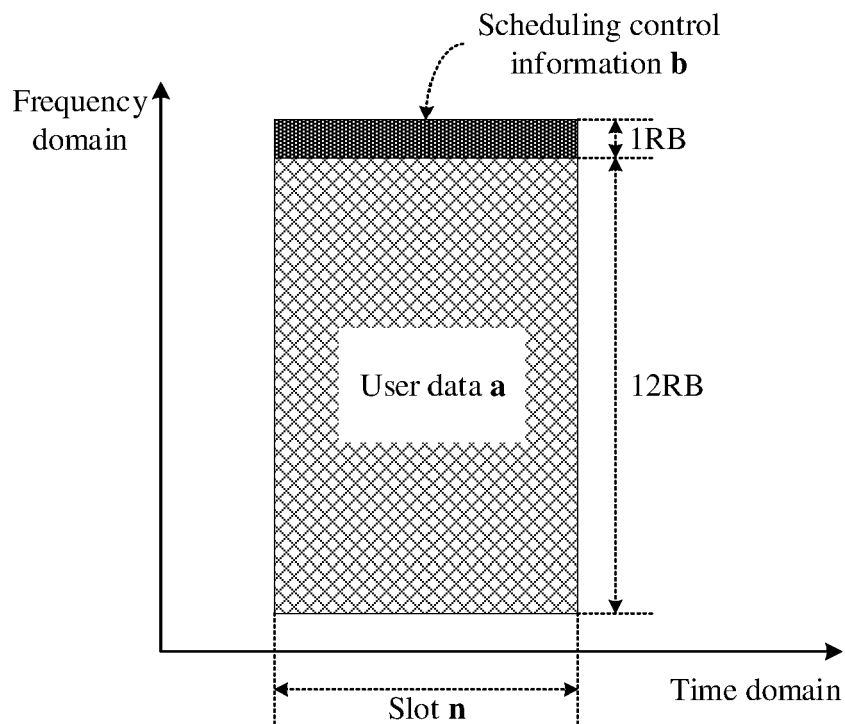 Scheduling control
information b
Frequency
domain
1RB
User data a
12RB
Time domain
Slot n